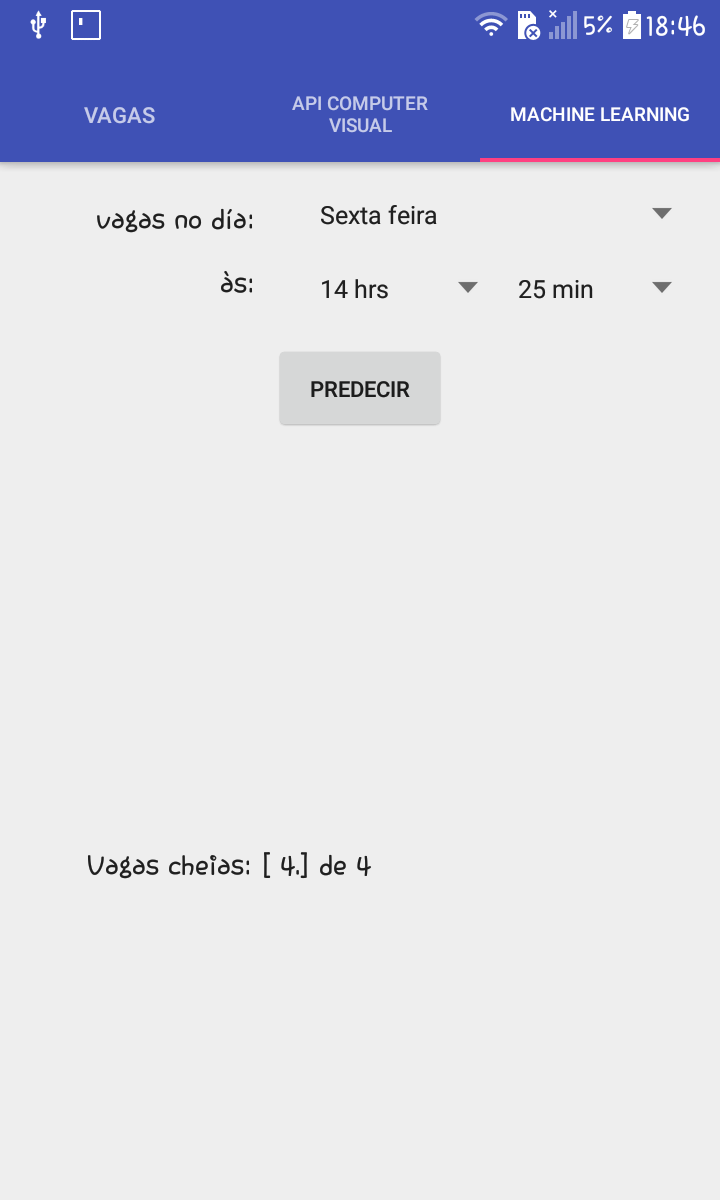 5% 18:46
VAGAS
API COMPUTER
VISUAL
MACHINE LEARNING
vagas no día:
Sexta feira
às:
14 hrs
25 min
PREDECIR
Vagas cheias: [ 4.] de 4